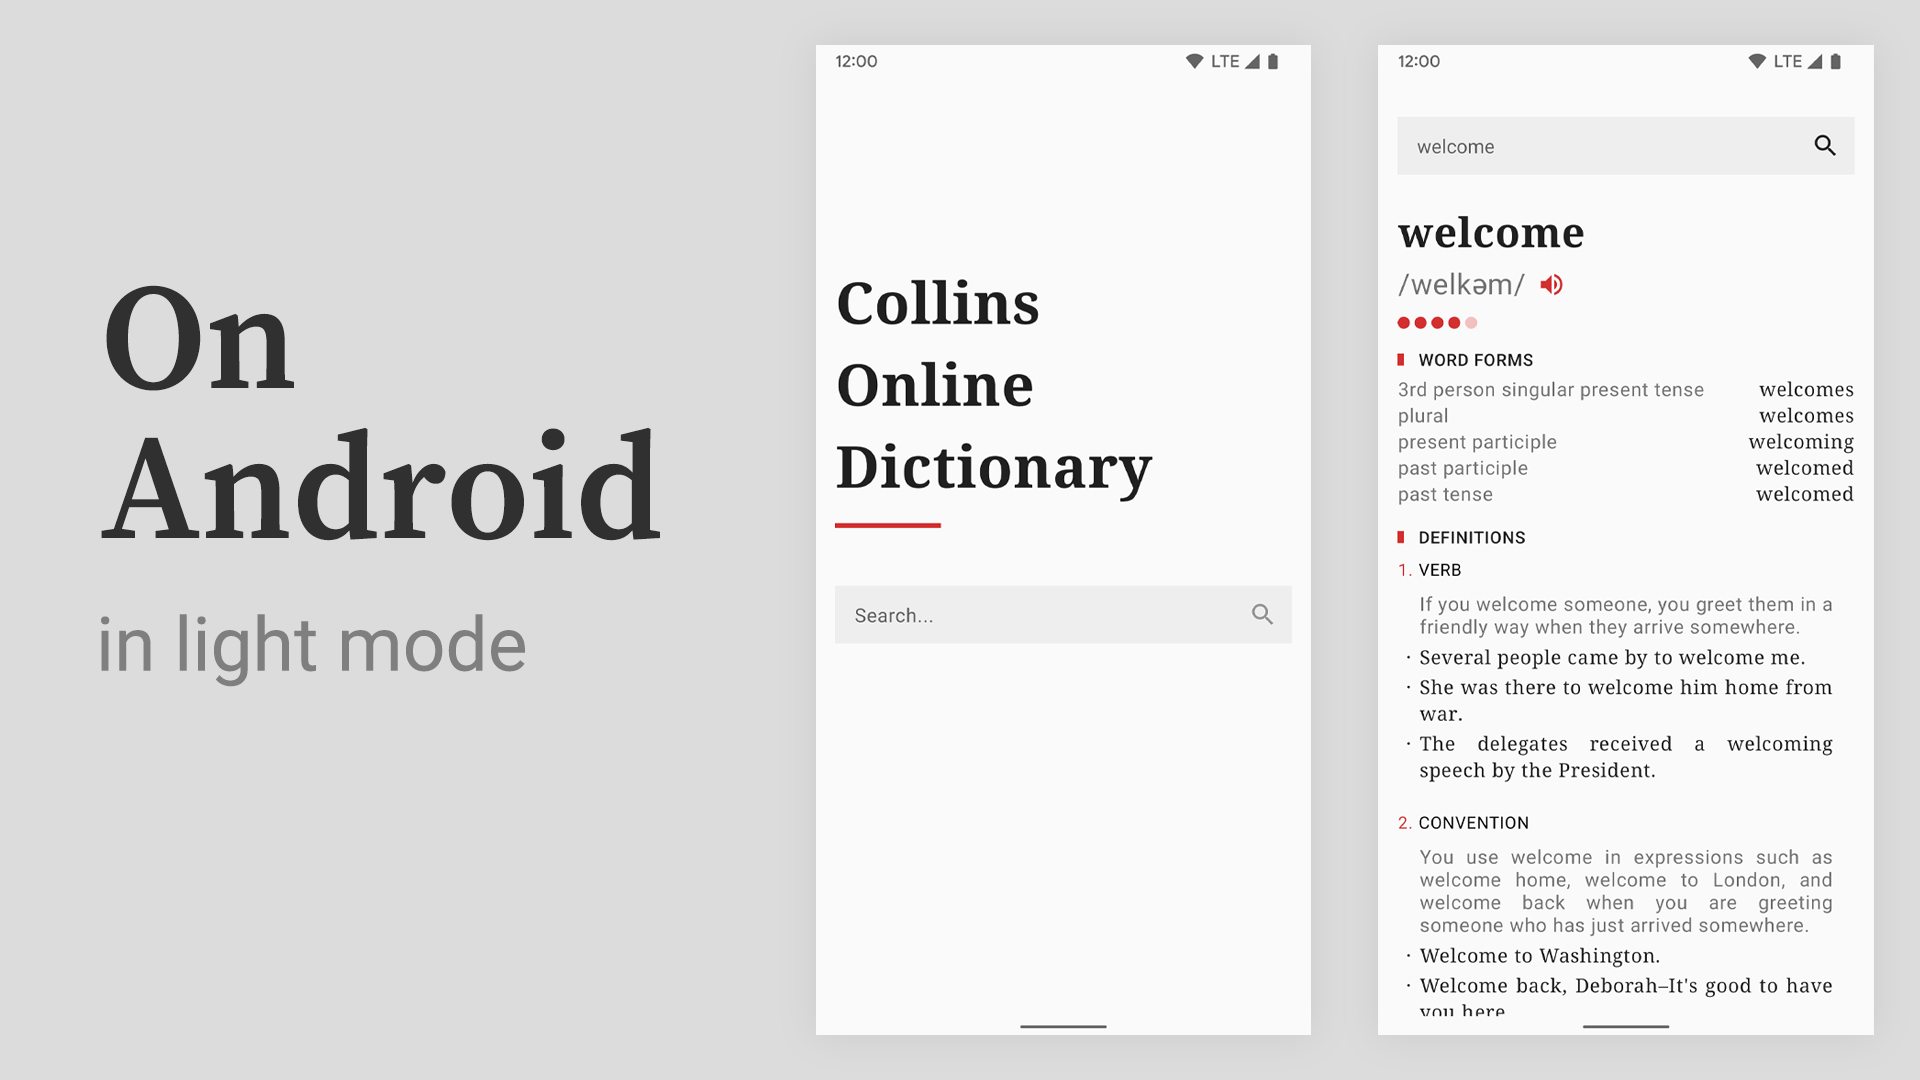 On
Android
in light mode
12:00 LTE
Collins
Online
Dictionary
Search...
12:00 LTE
welcome
welcome
/welkəm/
WORD FORMS
3rd person singular present tense welcomes
plural welcomes
present participle welcoming
past participle welcomed
past tense welcomed
DEFINITIONS
1. VERB
If you welcome someone, you greet them in a
friendly way when they arrive somewhere.
· Several people came by to welcome me.
· She was there to welcome him home from
war.
· The delegates received a welcoming
speech by the President.
2. CONVENTION
You use welcome in expressions such as
welcome home, welcome to London, and
welcome back when you are greeting
someone who has just arrived somewhere.
· Welcome to Washington.
· Welcome back, Deborah–It's good to have
you here